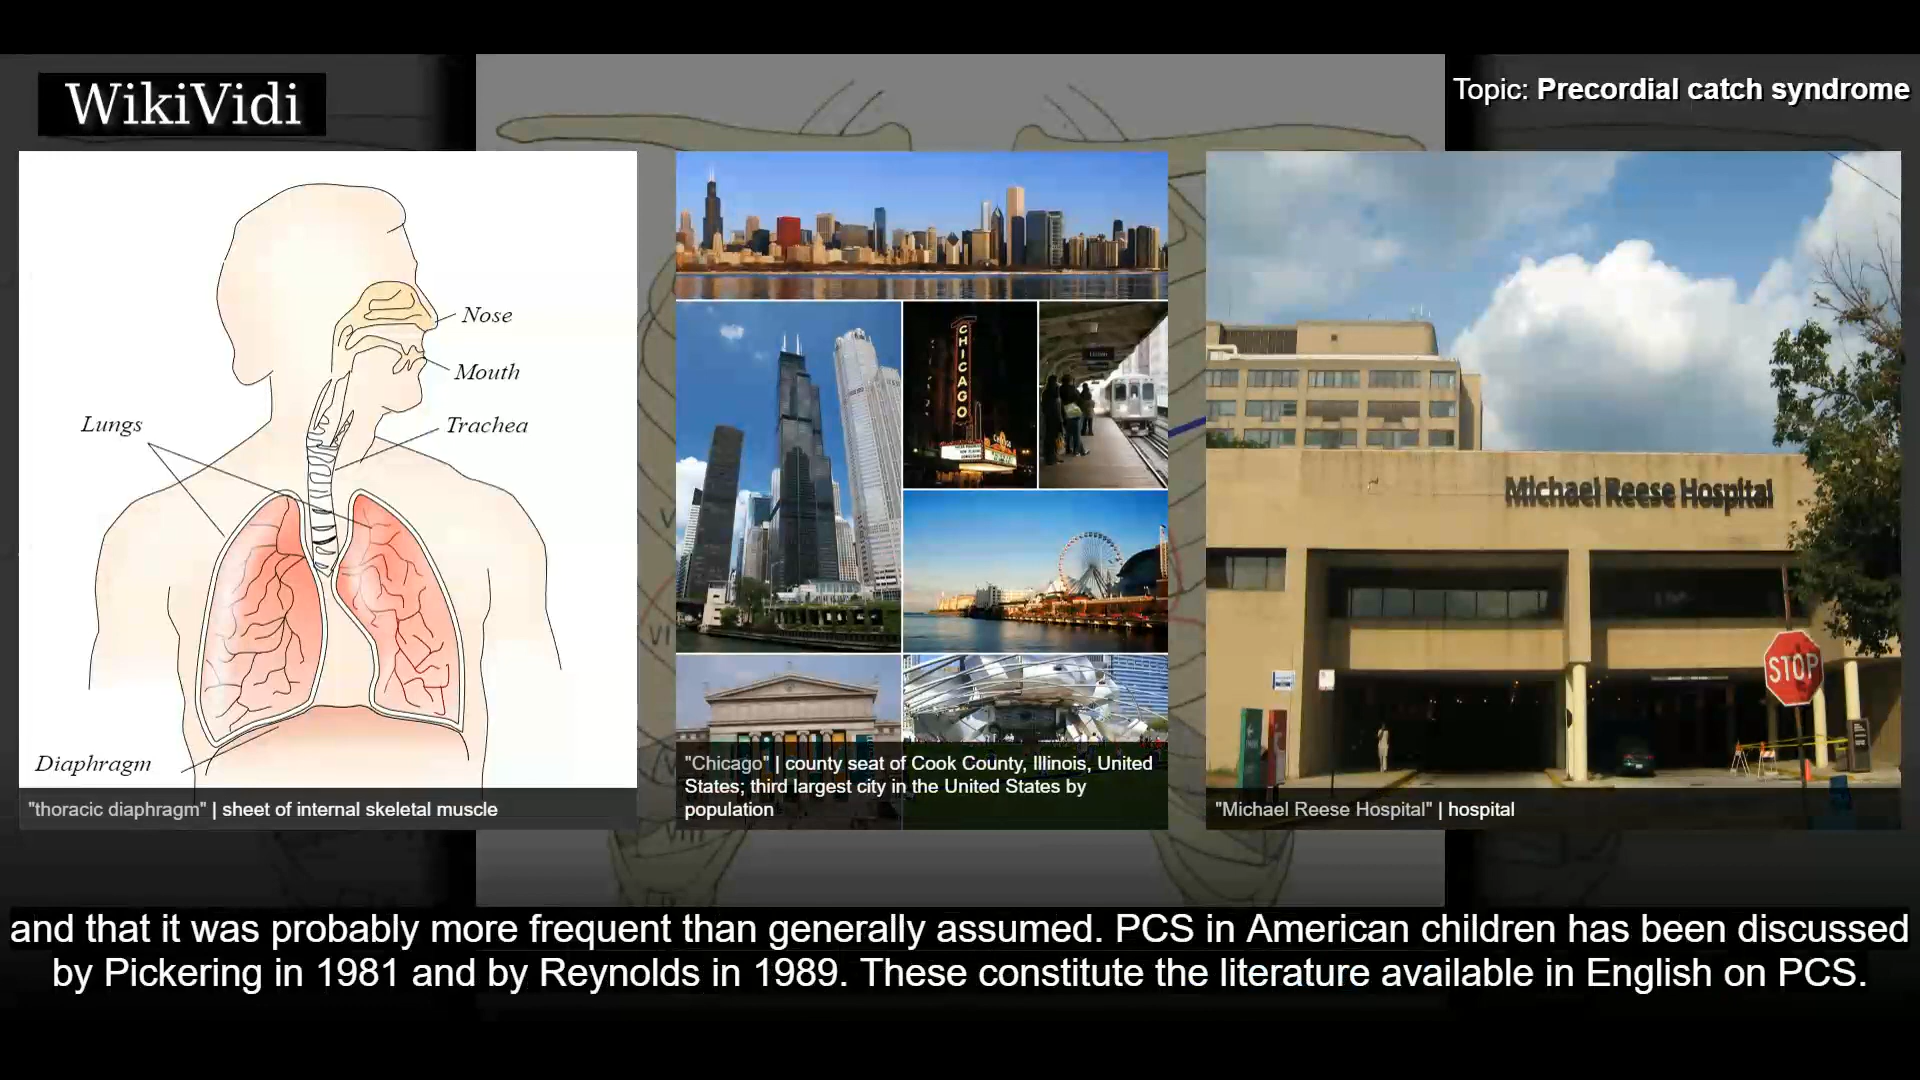 WikiVidi
Topic: Precordial catch syndrome
Nose
Mouth
Lungs
Trachea
Diaphragm
"thoracic diaphragm" | sheet of internal skeletal muscle
CHICAGO
"Chicago" | county seat of Cook County, Illinois, United
States; third largest city in the United States by
population
Michael Reese Hospital
STOP
"Michael Reese Hospital" | hospital
VI
VIII
and that it was probably more frequent than generally assumed. PCS in American children has been discussed
by Pickering in 1981 and by Reynolds in 1989. These constitute the literature available in English on PCS.